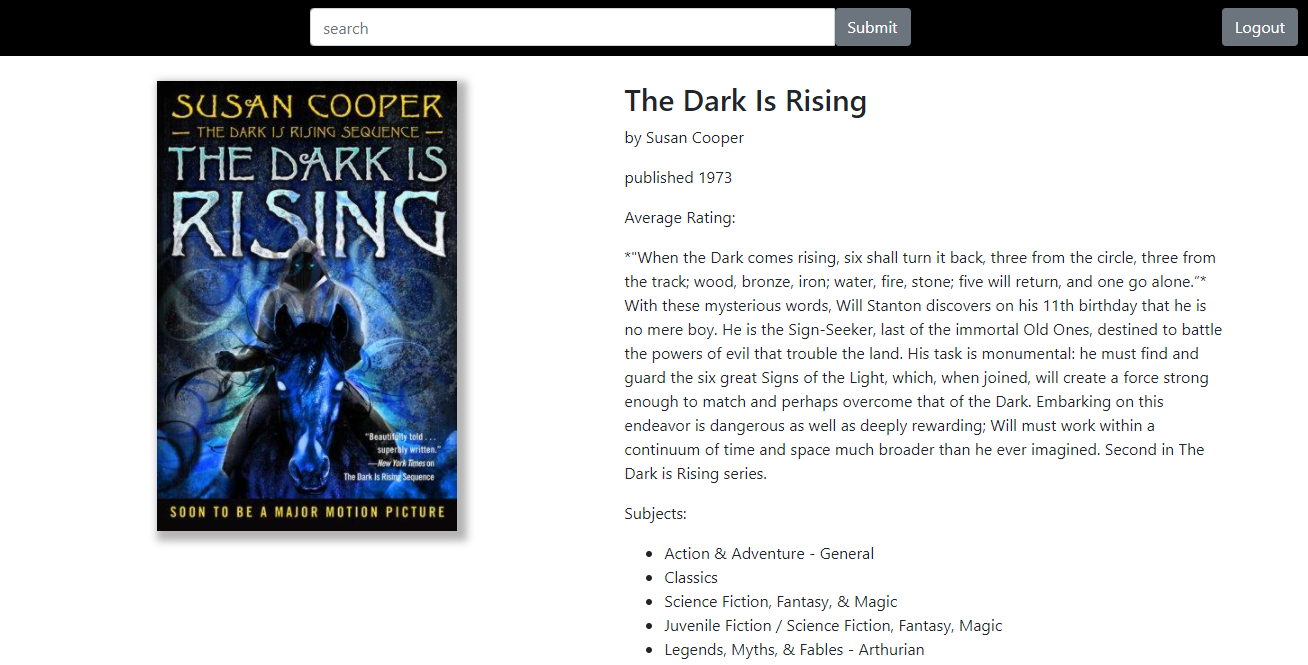 search
Submit
Logout
SUSAN COOPER
— THE DARK IS RISING SEQUENCE —
THE DARK IS
RISING
"Beautifully told . . .
superbly written."
—New York Times on
The Dark Is Rising Sequence
SOON TO BE A MAJOR MOTION PICTURE
The Dark Is Rising
by Susan Cooper
published 1973
Average Rating:
*"When the Dark comes rising, six shall turn it back, three from the circle, three from
the track; wood, bronze, iron; water, fire, stone; five will return, and one go alone."*
With these mysterious words, Will Stanton discovers on his 11th birthday that he is
no mere boy. He is the Sign-Seeker, last of the immortal Old Ones, destined to battle
the powers of evil that trouble the land. His task is monumental: he must find and
guard the six great Signs of the Light, which, when joined, will create a force strong
enough to match and perhaps overcome that of the Dark. Embarking on this
endeavor is dangerous as well as deeply rewarding; Will must work within a
continuum of time and space much broader than he ever imagined. Second in The
Dark is Rising series.
Subjects:
• Action & Adventure - General
• Classics
• Science Fiction, Fantasy, & Magic
• Juvenile Fiction / Science Fiction, Fantasy, Magic
• Legends, Myths, & Fables - Arthurian